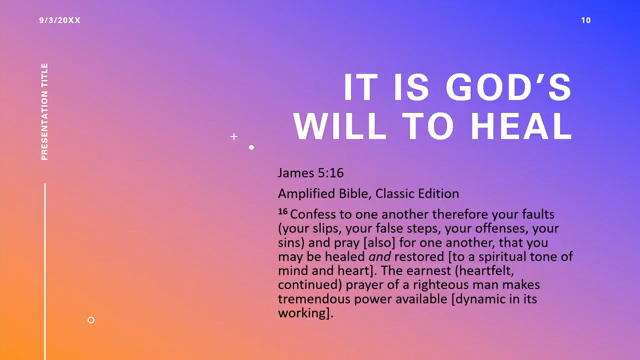 9/3/20XX
10
PRESENTATION TITLE
IT IS GOD'S
WILL TO HEAL
James 5:16
Amplified Bible, Classic Edition
16 Confess to one another therefore your faults
(your slips, your false steps, your offenses, your
sins) and pray [also] for one another, that you
may be healed and restored [to a spiritual tone of
mind and heart]. The earnest (heartfelt,
continued) prayer of a righteous man makes
tremendous power available [dynamic in its
working].